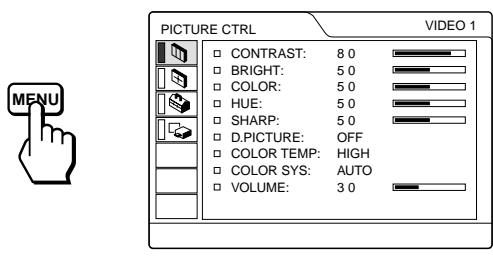 MENU
PICTURE CTRL VIDEO 1
CONTRAST: 80
BRIGHT: 50
COLOR: 50
HUE: 50
SHARP: 50
D.PICTURE: OFF
COLOR TEMP: HIGH
COLOR SYS: AUTO
VOLUME: 30